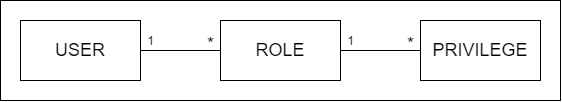 USER 1 * ROLE 1 * PRIVILEGE